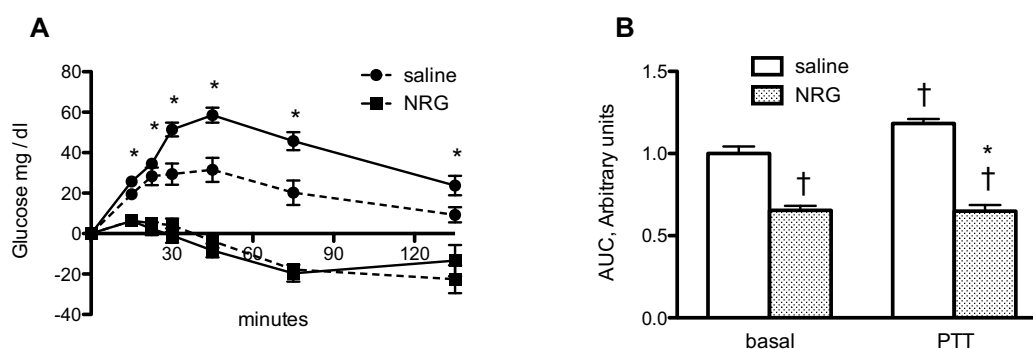 A
Glucose mg / dl
80
60
40
20
0
-20
-40
30
60
90
120
minutes
saline
NRG
*
*
*
*
*
*
B
AUC, Arbitrary units
1.5
1.0
0.5
0.0
saline
NRG
†
†
*
†
basal
PTT